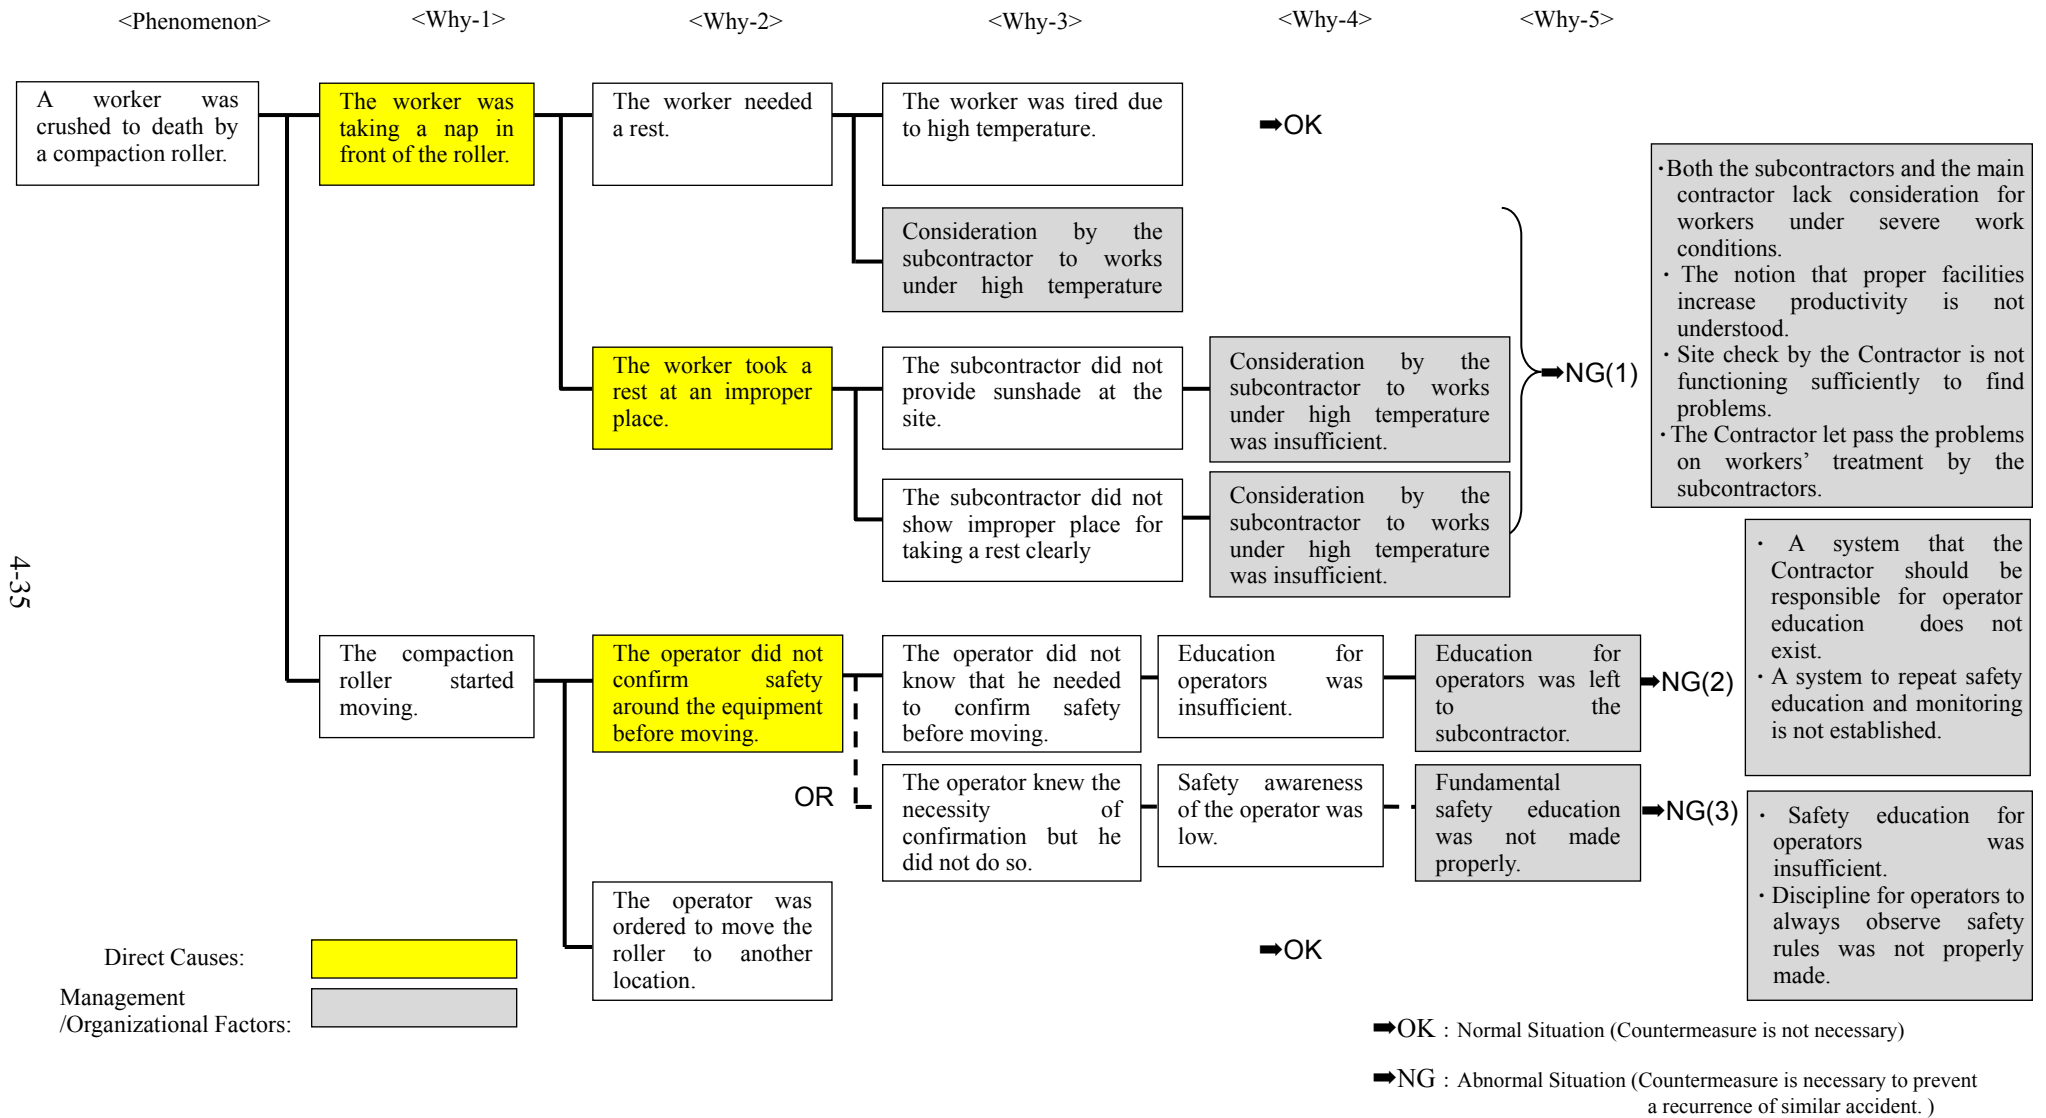 <Phenomenon>
<Why-1>
<Why-2>
<Why-3>
<Why-4>
<Why-5>
A worker was
crushed to death by
a compaction roller.
The worker was
taking a nap in
front of the roller.
The worker needed
a rest.
The worker was tired due
to high temperature.
➡OK
Consideration by the
subcontractor to works
under high temperature
The worker took a
rest at an improper
place.
The subcontractor did not
provide sunshade at the
site.
Consideration by the
subcontractor to works
under high temperature
was insufficient.
The subcontractor did not
show improper place for
taking a rest clearly
Consideration by the
subcontractor to works
under high temperature
was insufficient.
➡NG(1)
・Both the subcontractors and the main
contractor lack consideration for
workers under severe work
conditions.
・ The notion that proper facilities
increase productivity is not
understood.
・Site check by the Contractor is not
functioning sufficiently to find
problems.
・The Contractor let pass the problems
on workers’ treatment by the
subcontractors.
4-35
The compaction
roller started
moving.
The operator did not
confirm safety
around the equipment
before moving.
The operator did not
know that he needed
to confirm safety
before moving.
Education for
operators was
insufficient.
Education for
operators was left
to the
subcontractor.
➡NG(2)
・ A system that the
Contractor should be
responsible for operator
education does not
exist.
・A system to repeat safety
education and monitoring
is not established.
OR
The operator knew the
necessity of
confirmation but he
did not do so.
Safety awareness
of the operator was
low.
Fundamental
safety education
was not made
properly.
➡NG(3)
・ Safety education for
operators was
insufficient.
・Discipline for operators to
always observe safety
rules was not properly
made.
The operator was
ordered to move the
roller to another
location.
➡OK
Direct Causes:
Management
/Organizational Factors:
➡OK : Normal Situation (Countermeasure is not necessary)
➡NG : Abnormal Situation (Countermeasure is necessary to prevent
a recurrence of similar accident. )